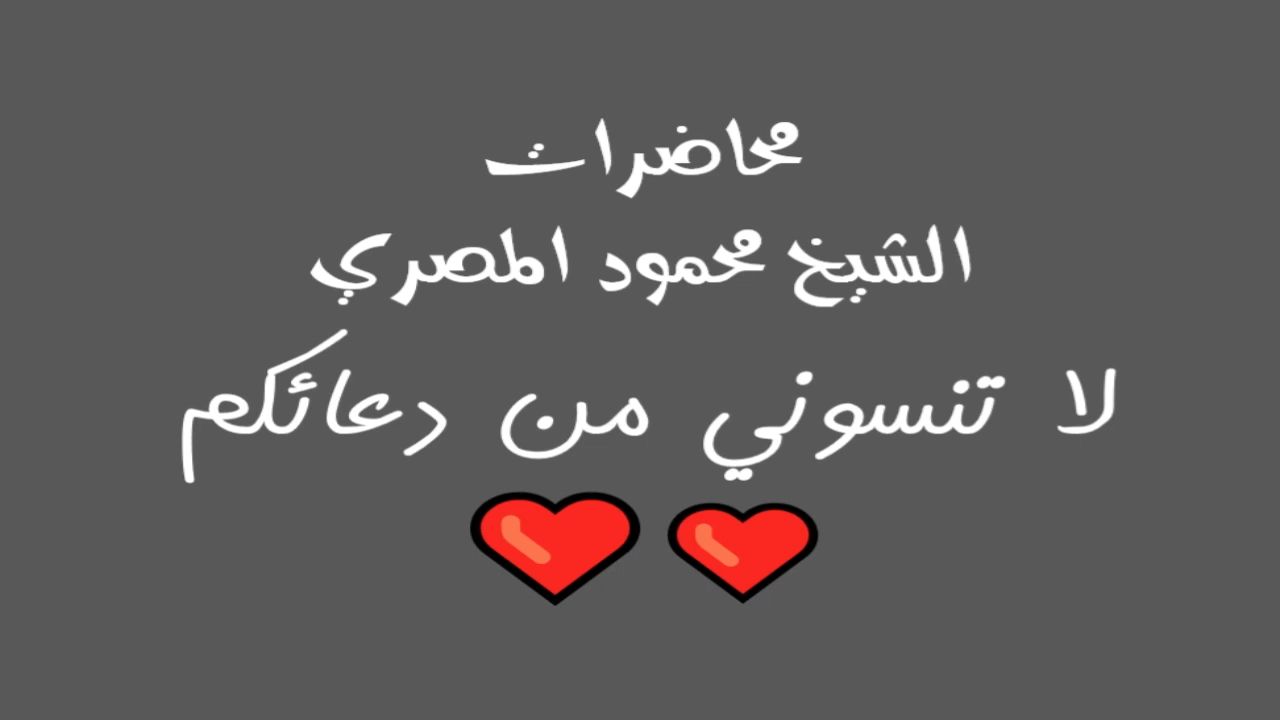 محاضرات
الشيخ محمود المصري
لا تنسوني من دعائكم